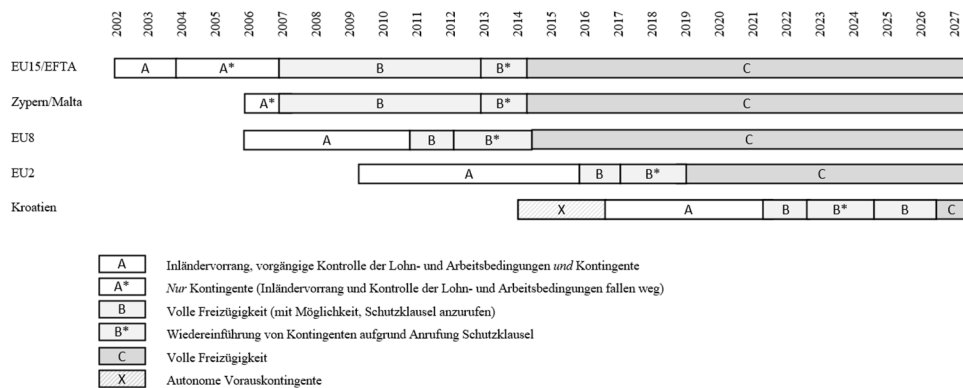 2002 2003 2004 2005 2006 2007 2008 2009 2010 2011 2012 2013 2014 2015 2016 2017 2018 2019 2020 2021 2022 2023 2024 2025 2026 2027
EU15/EFTA A A* B B* C
Zypern/Malta A* B B* C
EU8 A B B* C
EU2 A B B* C
Kroatien X A B B* B C
A Inländervorrang, vorgängige Kontrolle der Lohn- und Arbeitsbedingungen und Kontingente
A* Nur Kontingente (Inländervorrang und Kontrolle der Lohn- und Arbeitsbedingungen fallen weg)
B Volle Freizügigkeit (mit Möglichkeit, Schutzklausel anzurufen)
B* Wiedereinführung von Kontingenten aufgrund Anrufung Schutzklausel
C Volle Freizügigkeit
X Autonome Vorauskontingente